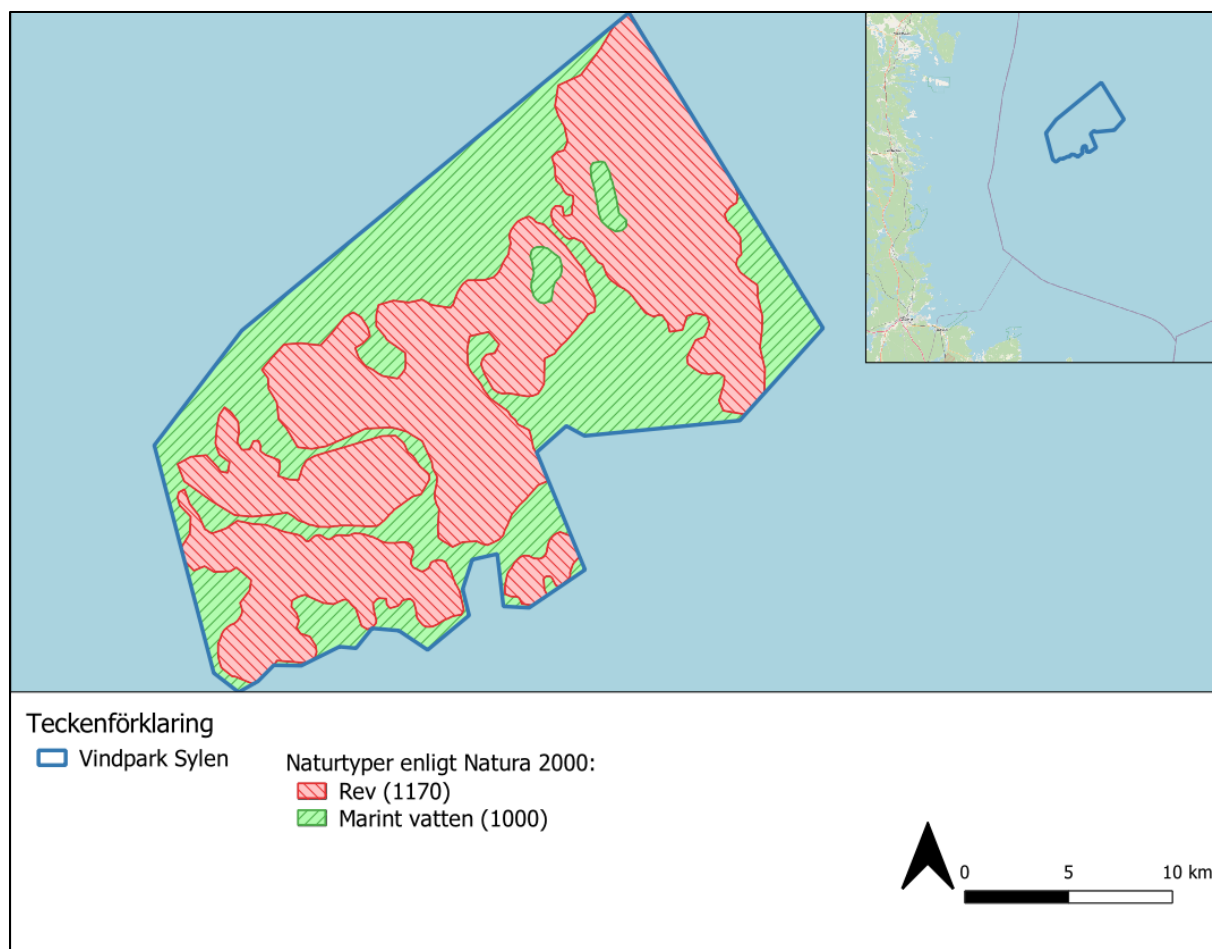 Teckenförklaring
Vindpark Sylen
Naturtyper enligt Natura 2000:
Rev (1170)
Marint vatten (1000)
0 5 10 km